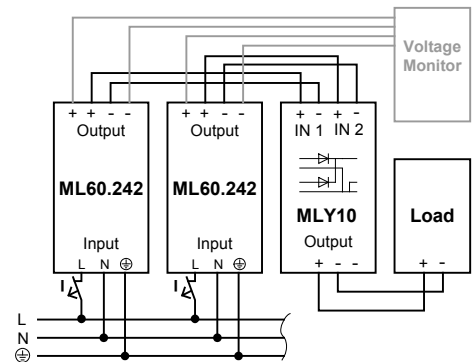 Voltage
Monitor
+ + - - + + - - + - + -
Output Output IN 1 IN 2
ML60.242 ML60.242 MLY10 Load
Input Input Output
L N L N + - - + -
I I
L
N